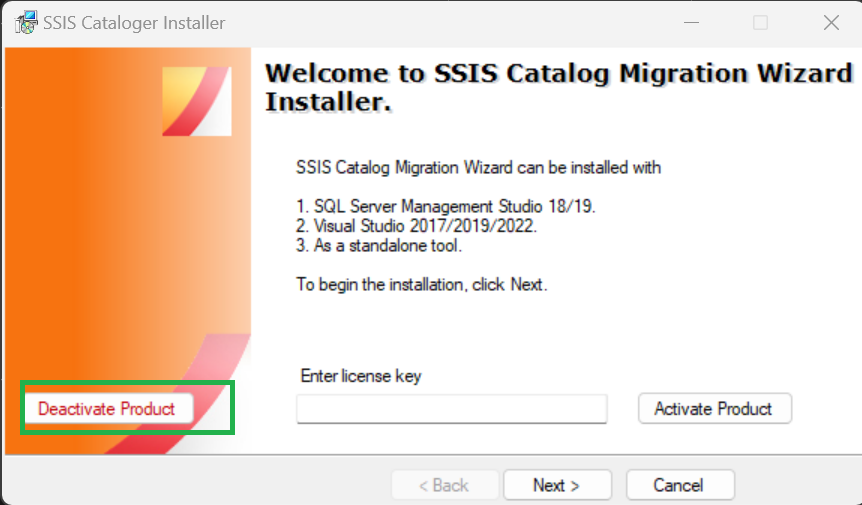 SSIS Cataloger Installer
Welcome to SSIS Catalog Migration Wizard
Installer.
SSIS Catalog Migration Wizard can be installed with
1. SQL Server Management Studio 18/19.
2. Visual Studio 2017/2019/2022.
3. As a standalone tool.
To begin the installation, click Next.
Enter license key
Deactivate Product
Activate Product
< Back
Next >
Cancel